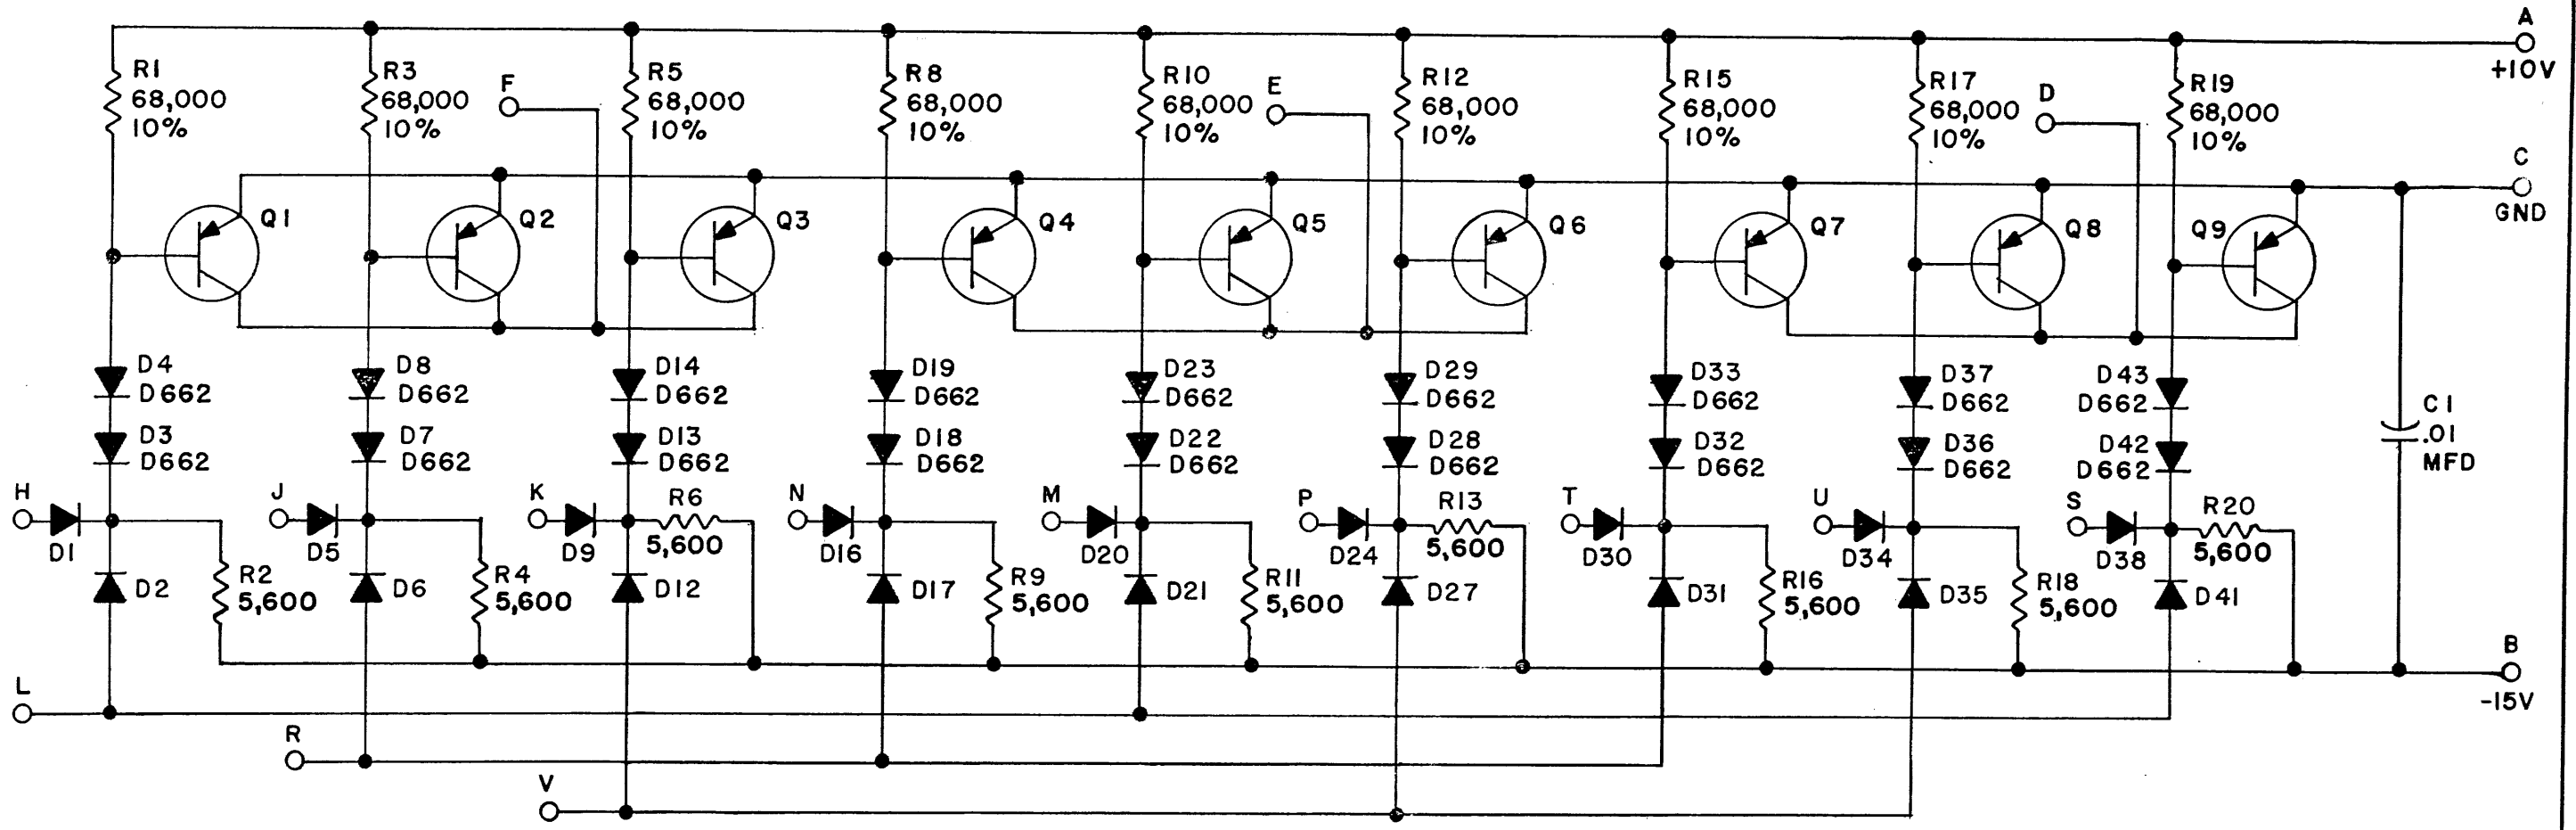 A
+10V
R1
68,000
10%
R3
68,000
10%
F
R5
68,000
10%
R8
68,000
10%
R10
68,000
10%
E
R12
68,000
10%
R15
68,000
10%
R17
68,000
10%
D
R19
68,000
10%
C
GND
Q1
Q2
Q3
Q4
Q5
Q6
Q7
Q8
Q9
D4
D662
D8
D662
D14
D662
D19
D662
D23
D662
D29
D662
D33
D662
D37
D662
D43
D662
C1
.01
MFD
D3
D662
D7
D662
D13
D662
D18
D662
D22
D662
D28
D662
D32
D662
D36
D662
D42
D662
H
D1
J
D5
K
D9
R6
5,600
N
D16
M
D20
P
D24
R13
5,600
T
D30
U
D34
S
D38
R20
5,600
D2
R2
5,600
D6
R4
5,600
D12
D17
R9
5,600
D21
R11
5,600
D27
D31
R16
5,600
D35
R18
5,600
D41
B
-15V
L
R
V